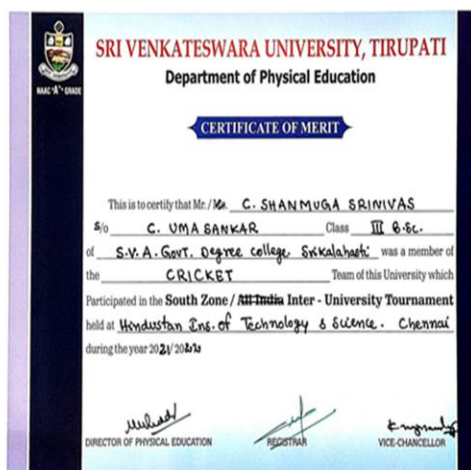 SRI VENKATESWARA UNIVERSITY, TIRUPATI
Department of Physical Education
NAAC "A+" GRADE
CERTIFICATE OF MERIT
This is to certify that Mr./Ms. C. SHANMUGA SRINIVAS
S/o C. UMA SANKAR Class III B.Sc.
of S.V.A. Govt. Degree college Srikalahasti was a member of
the CRICKET Team of this University which
Participated in the South Zone / All India Inter - University Tournament
held at Hindustan Ins. of Technology & Science. Chennai
during the year 2021/
DIRECTOR OF PHYSICAL EDUCATION REGISTRAR VICE-CHANCELLOR